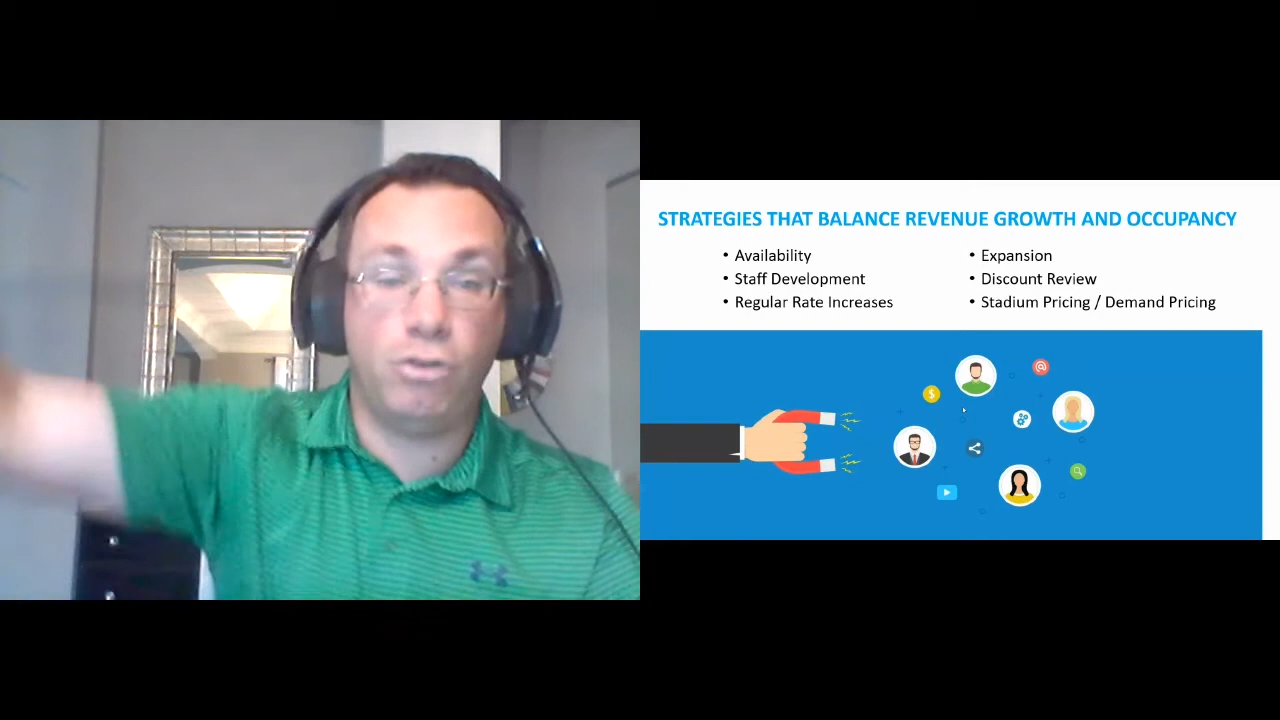 STRATEGIES THAT BALANCE REVENUE GROWTH AND OCCUPANCY
• Availability
• Staff Development
• Regular Rate Increases
• Expansion
• Discount Review
• Stadium Pricing / Demand Pricing
$
@